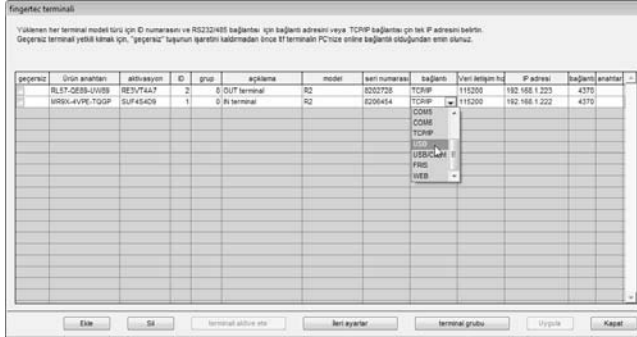 fingertec terminali
Yüklenen her terminal modeli türü için ID numarasını ve RS232/485 bağlantısı için bağlantı adresini veya TCP/IP bağlantısı için tek IP adresini belirtin.
Geçersiz terminali yetkili kılmak için, "geçersiz" tuşunun işaretini kaldırmadan önce terminalin PC'nize online bağlantılı olduğundan emin olunuz.
geçersiz Ürün anahtarı aktivasyon ID grup açıklama model seri numarası bağlantı Veri iletişim hı IP adresi bağlantı anahtar
RL57-QE89-UW89 RE3VT4A7 2 0 OUT terminal R2 8202728 TCP/IP 115200 192.168.1.223 4370
MR9X-4VPE-TQGP SUF4S4D9 1 0 IN terminal R2 8206454 TCP/IP 115200 192.168.1.222 4370
COM5
COM6
TCP/IP
USB
USB/Client
FRIS
WEB
Ekle Sil terminali aktive ete İleri ayarlar terminal grubu Uygula Kapat